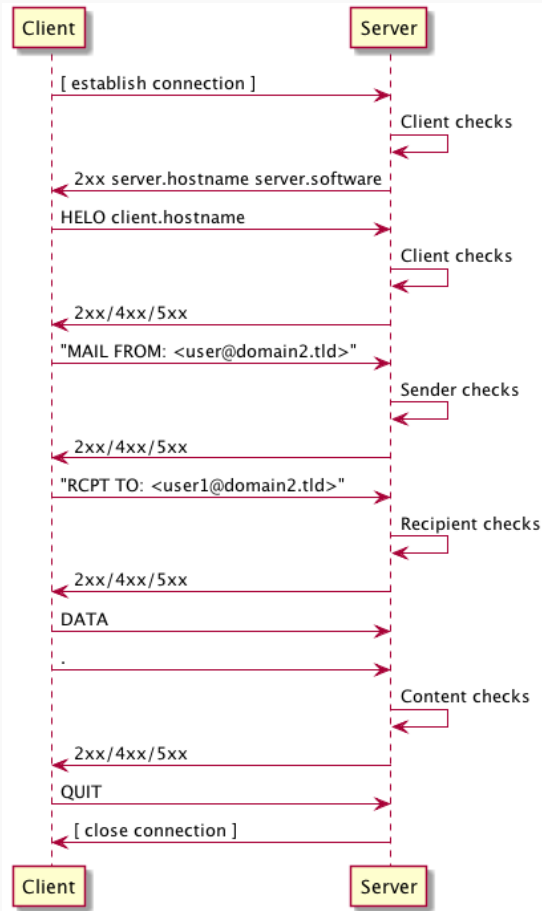 Client Server
[ establish connection ]
Client checks
2xx server.hostname server.software
HELO client.hostname
Client checks
2xx/4xx/5xx
"MAIL FROM: <user@domain2.tld>"
Sender checks
2xx/4xx/5xx
"RCPT TO: <user1@domain2.tld>"
Recipient checks
2xx/4xx/5xx
DATA
.
Content checks
2xx/4xx/5xx
QUIT
[ close connection ]
Client Server